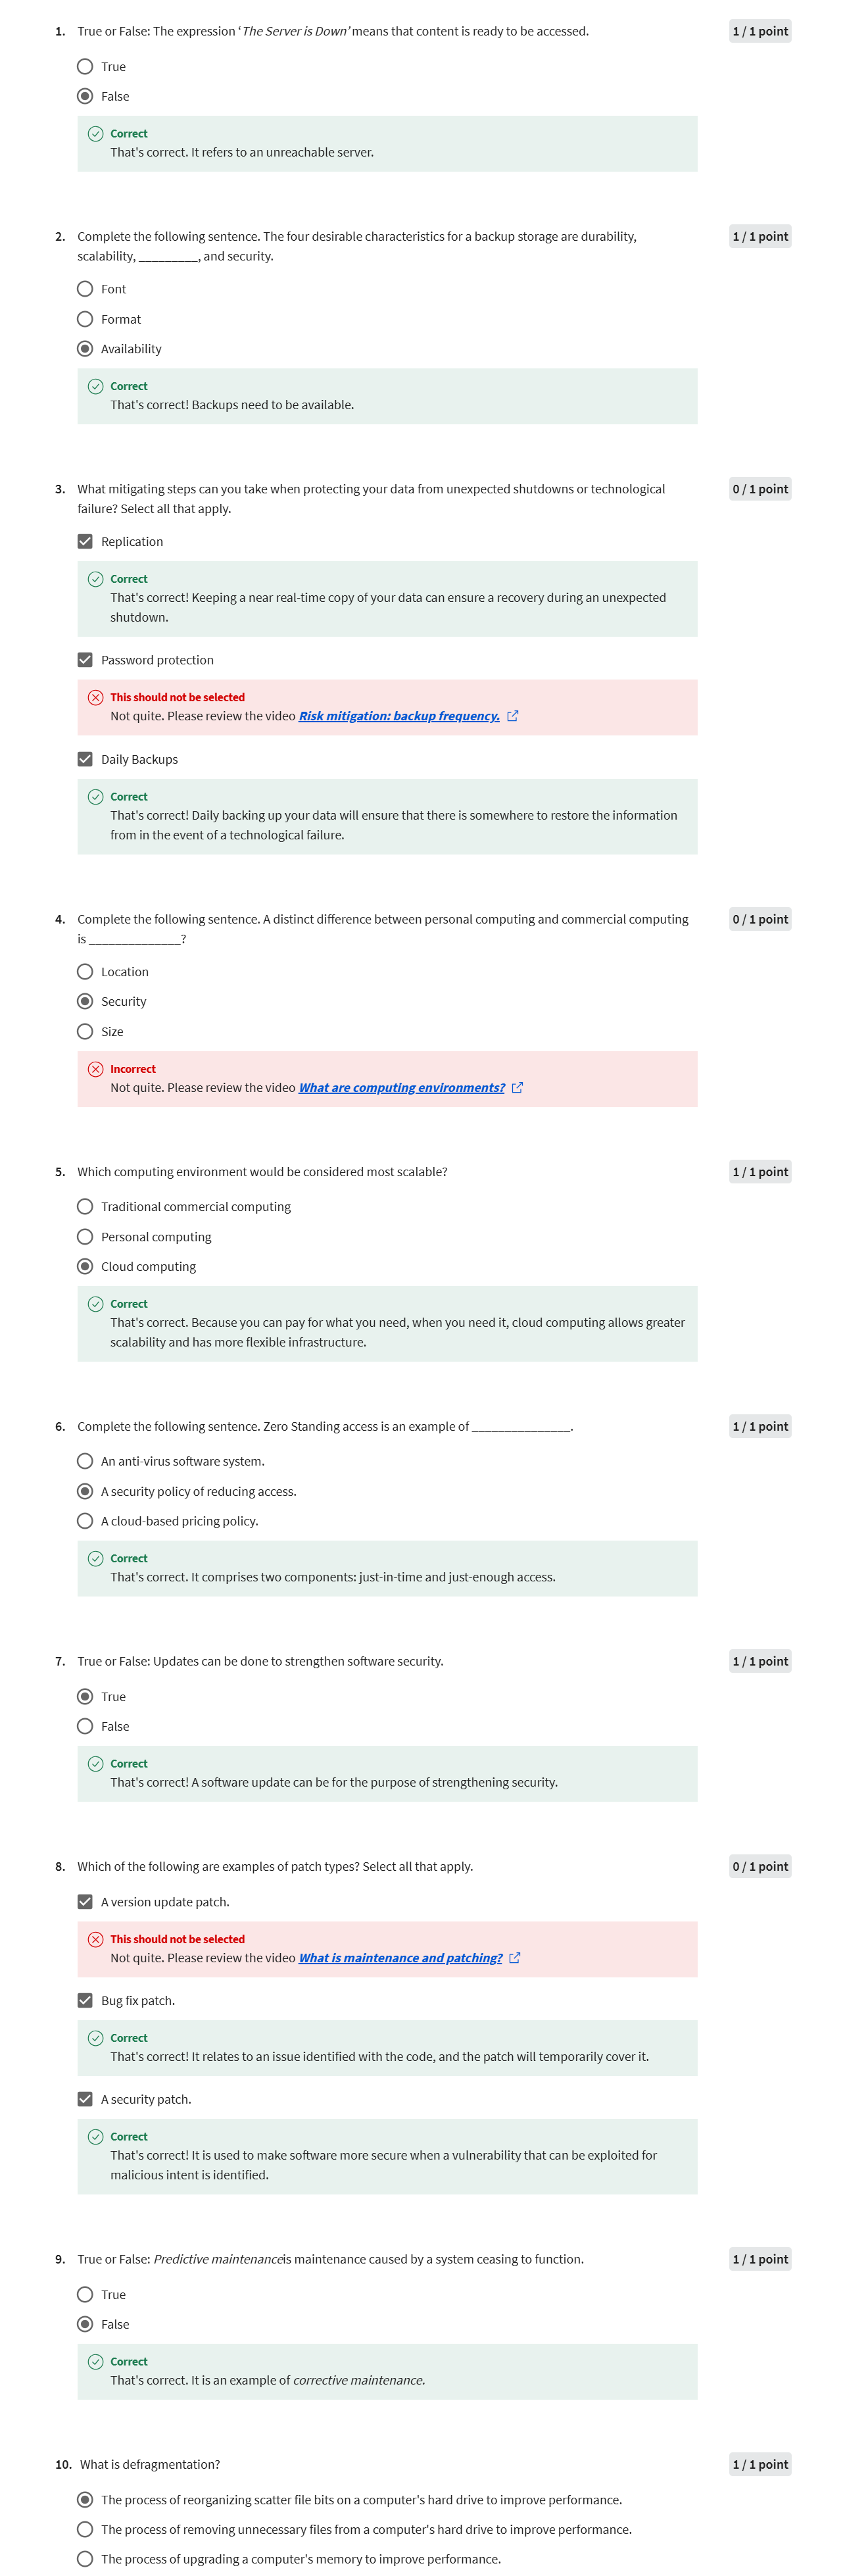 1. True or False: The expression ‘The Server is Down’ means that content is ready to be accessed.
1 / 1 point
True
False
Correct
That's correct. It refers to an unreachable server.
2. Complete the following sentence. The four desirable characteristics for a backup storage are durability,
scalability, _________, and security.
1 / 1 point
Font
Format
Availability
Correct
That's correct! Backups need to be available.
3. What mitigating steps can you take when protecting your data from unexpected shutdowns or technological
failure? Select all that apply.
0 / 1 point
Replication
Correct
That's correct! Keeping a near real-time copy of your data can ensure a recovery during an unexpected
shutdown.
Password protection
This should not be selected
Not quite. Please review the video Risk mitigation: backup frequency.
Daily Backups
Correct
That's correct! Daily backing up your data will ensure that there is somewhere to restore the information
from in the event of a technological failure.
4. Complete the following sentence. A distinct difference between personal computing and commercial computing
is ______________?
0 / 1 point
Location
Security
Size
Incorrect
Not quite. Please review the video What are computing environments?
5. Which computing environment would be considered most scalable?
1 / 1 point
Traditional commercial computing
Personal computing
Cloud computing
Correct
That's correct. Because you can pay for what you need, when you need it, cloud computing allows greater
scalability and has more flexible infrastructure.
6. Complete the following sentence. Zero Standing access is an example of _______________.
1 / 1 point
An anti-virus software system.
A security policy of reducing access.
A cloud-based pricing policy.
Correct
That's correct. It comprises two components: just-in-time and just-enough access.
7. True or False: Updates can be done to strengthen software security.
1 / 1 point
True
False
Correct
That's correct! A software update can be for the purpose of strengthening security.
8. Which of the following are examples of patch types? Select all that apply.
0 / 1 point
A version update patch.
This should not be selected
Not quite. Please review the video What is maintenance and patching?
Bug fix patch.
Correct
That's correct! It relates to an issue identified with the code, and the patch will temporarily cover it.
A security patch.
Correct
That's correct! It is used to make software more secure when a vulnerability that can be exploited for
malicious intent is identified.
9. True or False: Predictive maintenanceis maintenance caused by a system ceasing to function.
1 / 1 point
True
False
Correct
That's correct. It is an example of corrective maintenance.
10. What is defragmentation?
1 / 1 point
The process of reorganizing scatter file bits on a computer's hard drive to improve performance.
The process of removing unnecessary files from a computer's hard drive to improve performance.
The process of upgrading a computer's memory to improve performance.